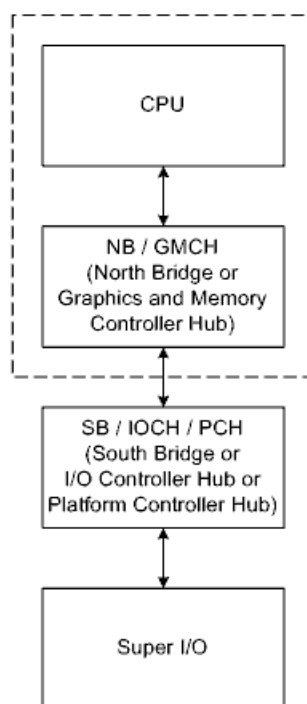 CPU
NB / GMCH
(North Bridge or
Graphics and Memory
Controller Hub)
SB / IOCH / PCH
(South Bridge or
I/O Controller Hub or
Platform Controller Hub)
Super I/O